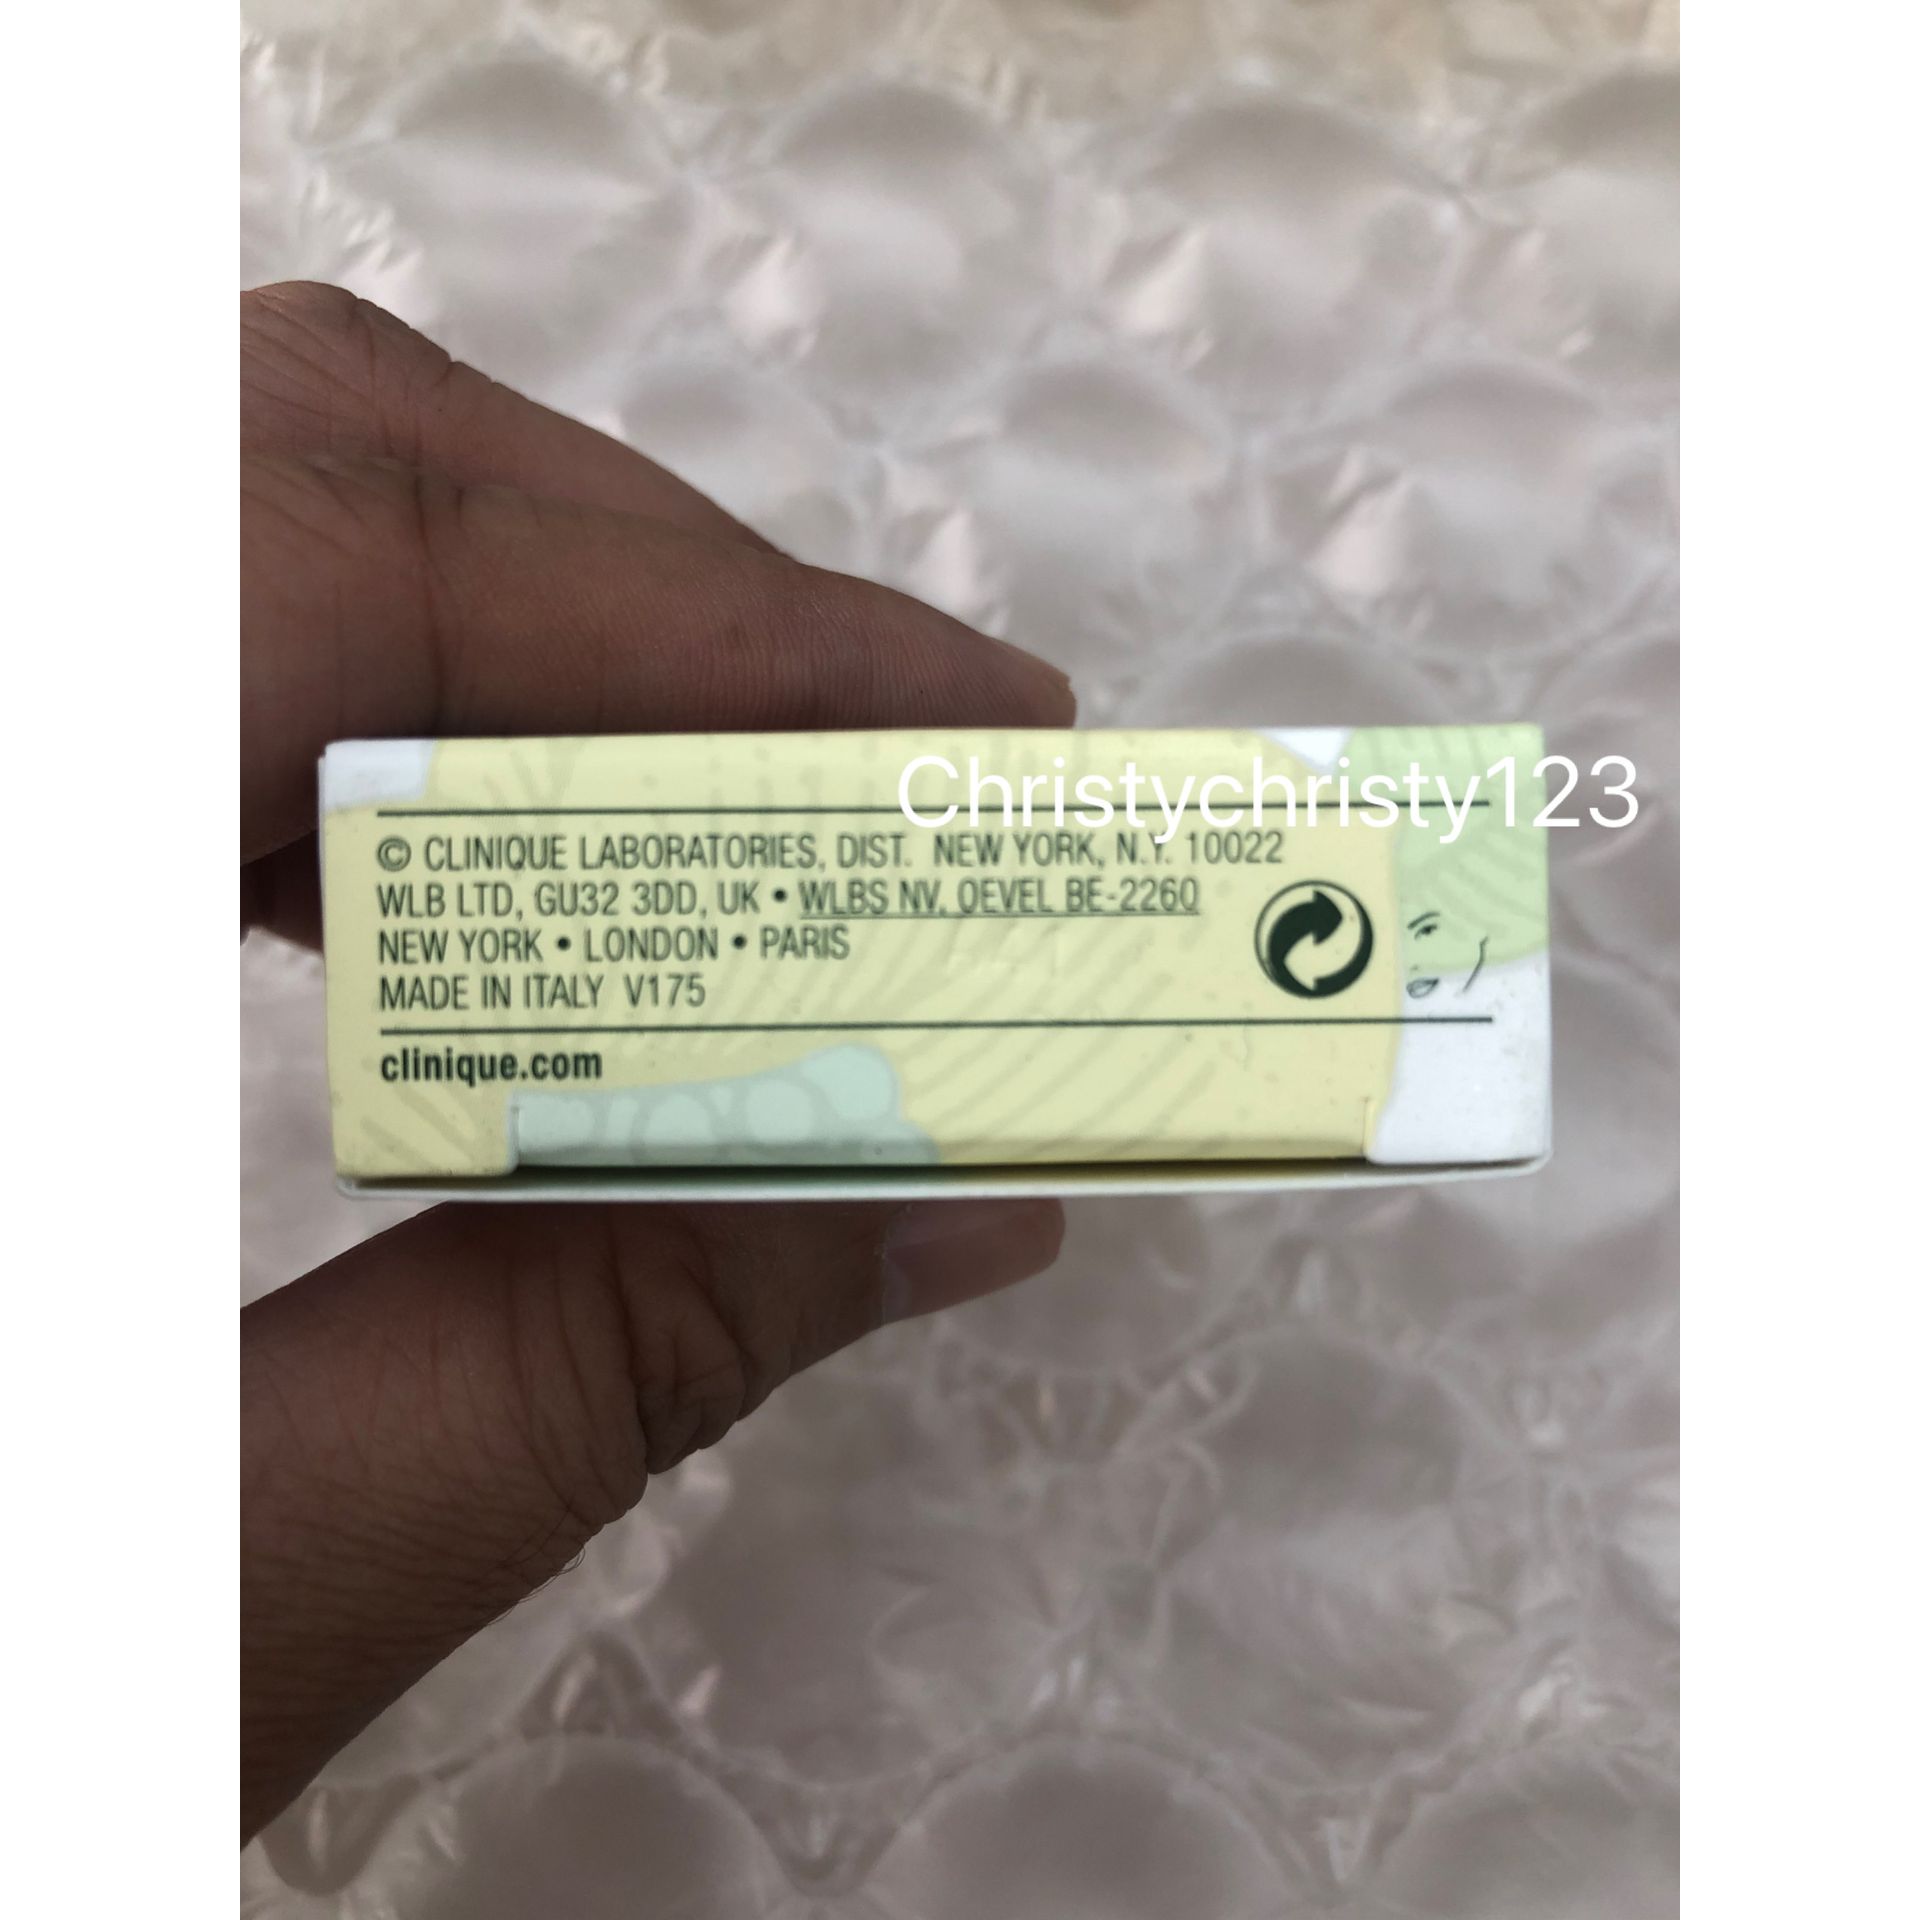 Christychristy123
© CLINIQUE LABORATORIES, DIST. NEW YORK, N.Y. 10022
WLB LTD, GU32 3DD, UK • WLBS NV, OEVEL BE-2260
NEW YORK • LONDON • PARIS
MADE IN ITALY V175
clinique.com